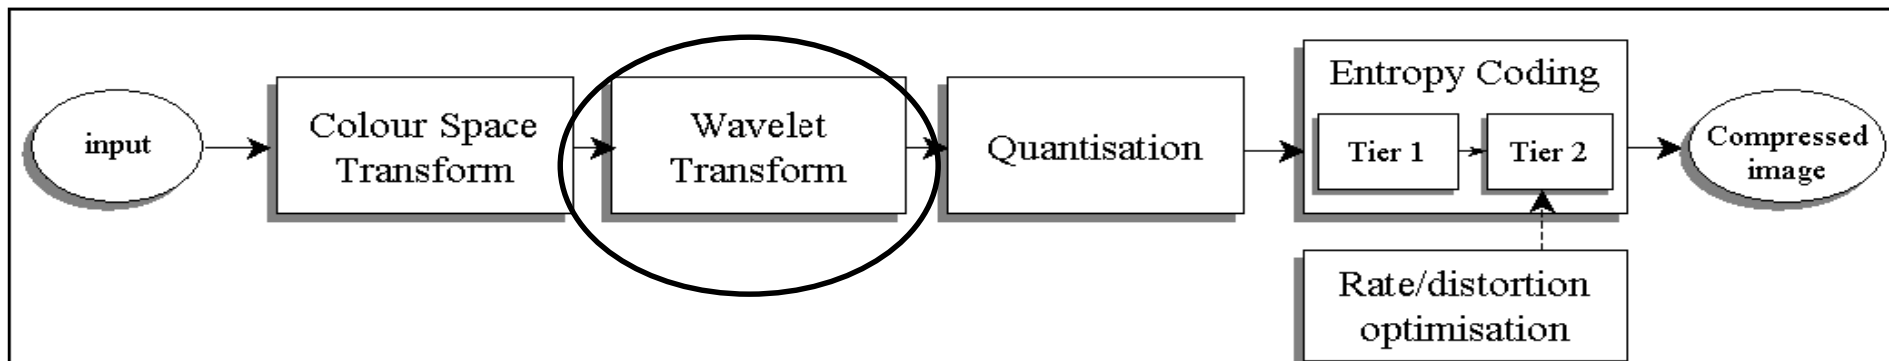 input
Colour Space
Transform
Wavelet
Transform
Quantisation
Entropy Coding
Tier 1
Tier 2
Compressed
image
Rate/distortion
optimisation